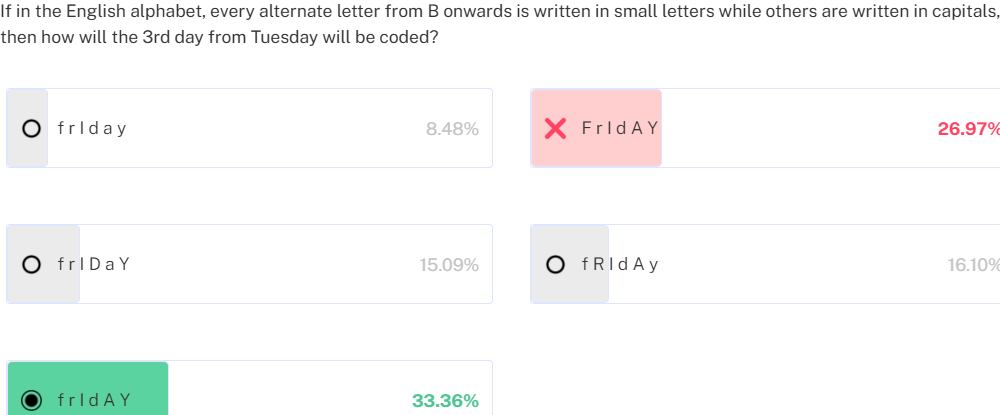 If in the English alphabet, every alternate letter from B onwards is written in small letters while others are written in capitals,
then how will the 3rd day from Tuesday will be coded?
f r I d a y
8.48%
F r I d A Y
26.97%
f r I D a Y
15.09%
f R I d A y
16.10%
f r I d A Y
33.36%